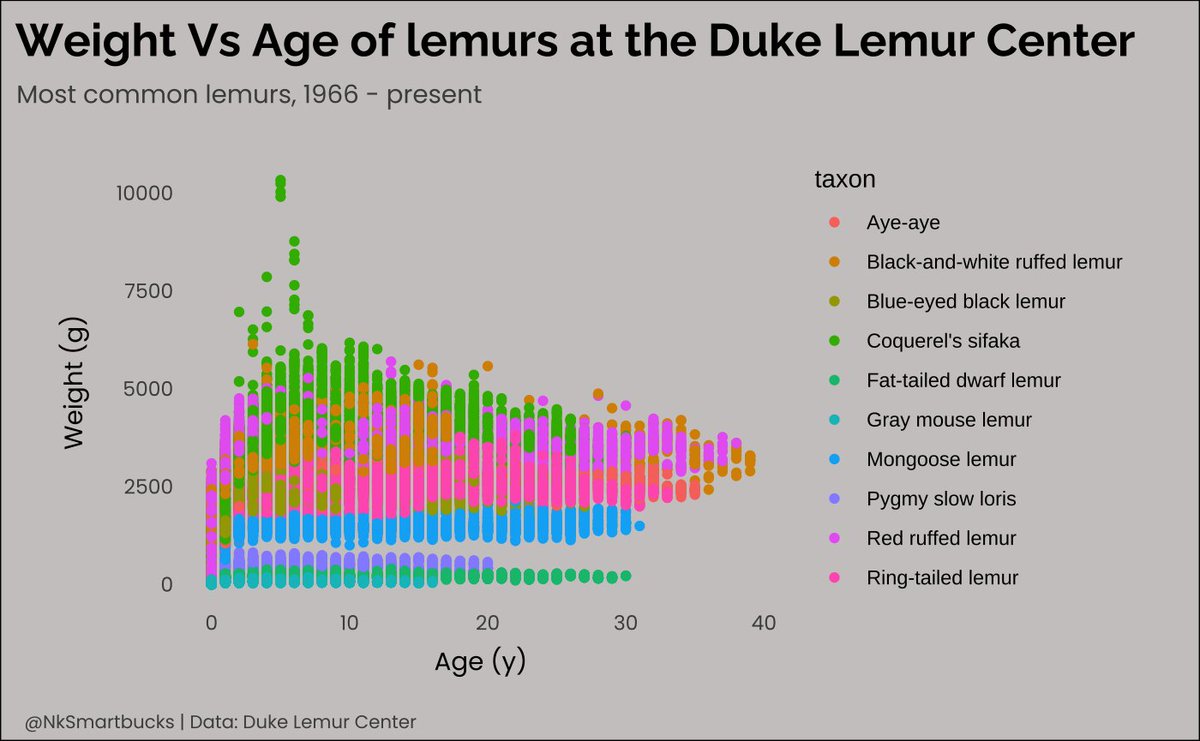 Weight Vs Age of lemurs at the Duke Lemur Center
Most common lemurs, 1966 - present
10000
7500
5000
2500
0
Weight (g)
0 10 20 30 40
Age (y)
taxon
Aye-aye
Black-and-white ruffed lemur
Blue-eyed black lemur
Coquerel's sifaka
Fat-tailed dwarf lemur
Gray mouse lemur
Mongoose lemur
Pygmy slow loris
Red ruffed lemur
Ring-tailed lemur
@NkSmartbucks | Data: Duke Lemur Center